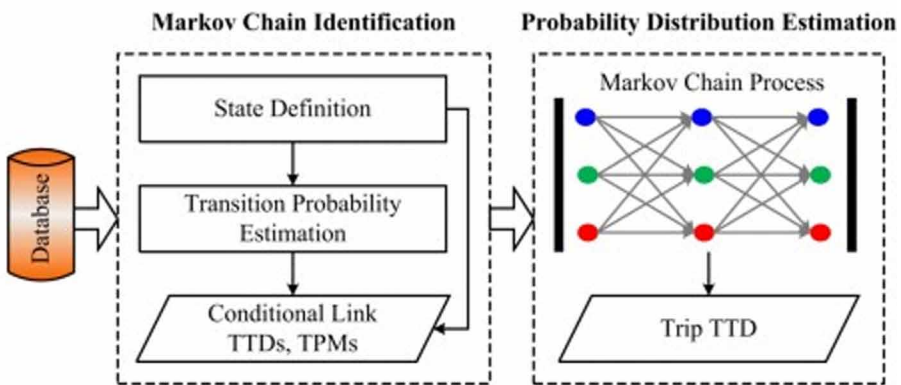 Markov Chain Identification
Probability Distribution Estimation
Database
State Definition
Transition Probability
Estimation
Conditional Link
TTDs, TPMs
Markov Chain Process
Trip TTD